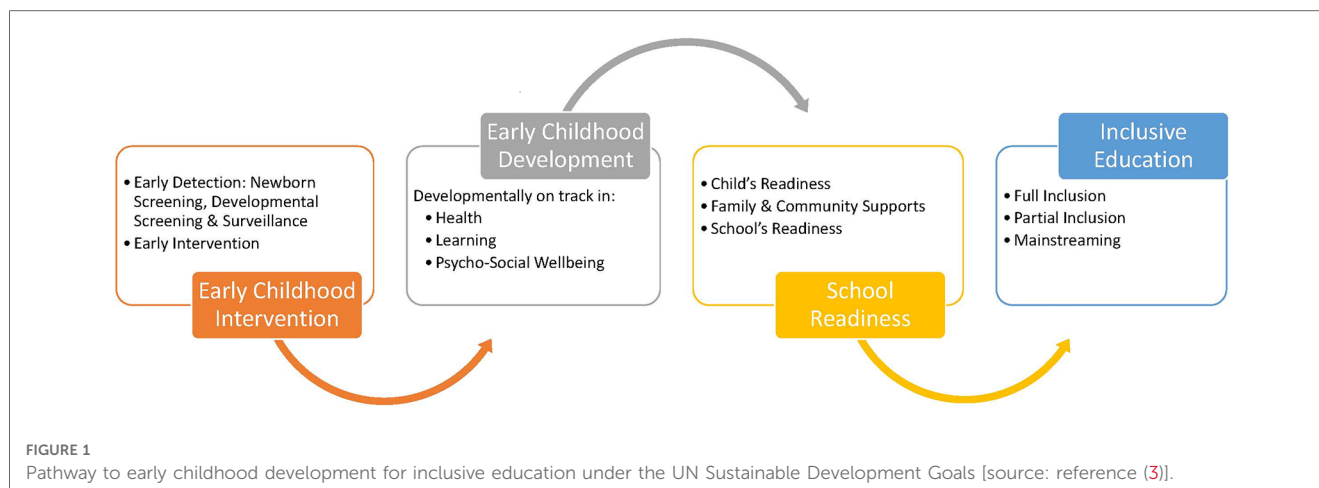 • Early Detection: Newborn
Screening, Developmental
Screening & Surveillance
• Early Intervention
Early Childhood
Intervention
Early Childhood
Development
Developmentally on track in:
• Health
• Learning
• Psycho-Social Wellbeing
• Child's Readiness
• Family & Community Supports
• School's Readiness
School
Readiness
Inclusive
Education
• Full Inclusion
• Partial Inclusion
• Mainstreaming
FIGURE 1
Pathway to early childhood development for inclusive education under the UN Sustainable Development Goals [source: reference (3)].